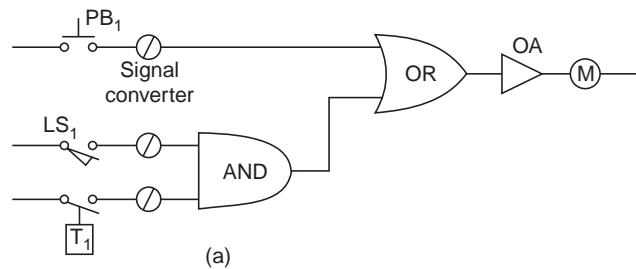 PB₁
Signal
converter
OR
OA
M
LS₁
AND
T₁
(a)